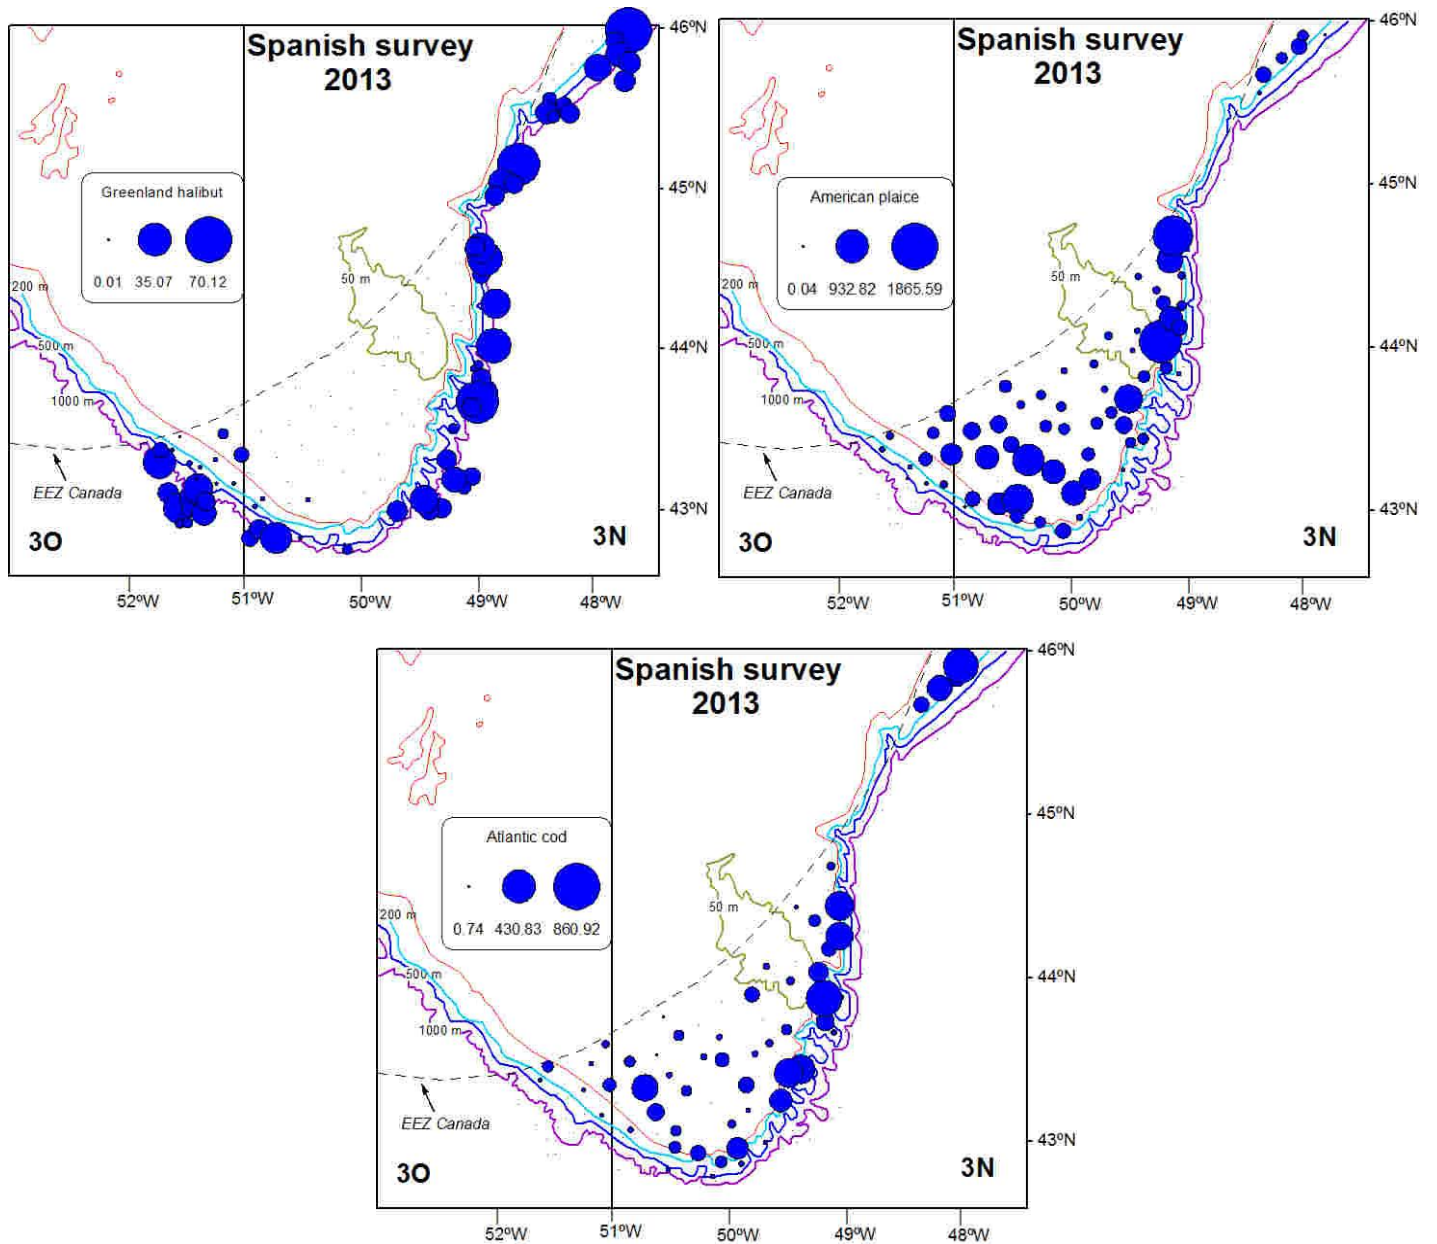 Spanish survey
2013
Greenland halibut
0.01 35.07 70.12
50 m
200 m
500 m
1000 m
EEZ Canada
3O
3N
46ºN
45ºN
44ºN
43ºN
52ºW 51ºW 50ºW 49ºW 48ºW
Spanish survey
2013
American plaice
0.04 932.82 1865.59
50 m
200 m
500 m
1000 m
EEZ Canada
3O
3N
46ºN
45ºN
44ºN
43ºN
52ºW 51ºW 50ºW 49ºW 48ºW
Spanish survey
2013
Atlantic cod
0.74 430.83 860.92
50 m
200 m
500 m
1000 m
EEZ Canada
3O
3N
46ºN
45ºN
44ºN
43ºN
52ºW 51ºW 50ºW 49ºW 48ºW